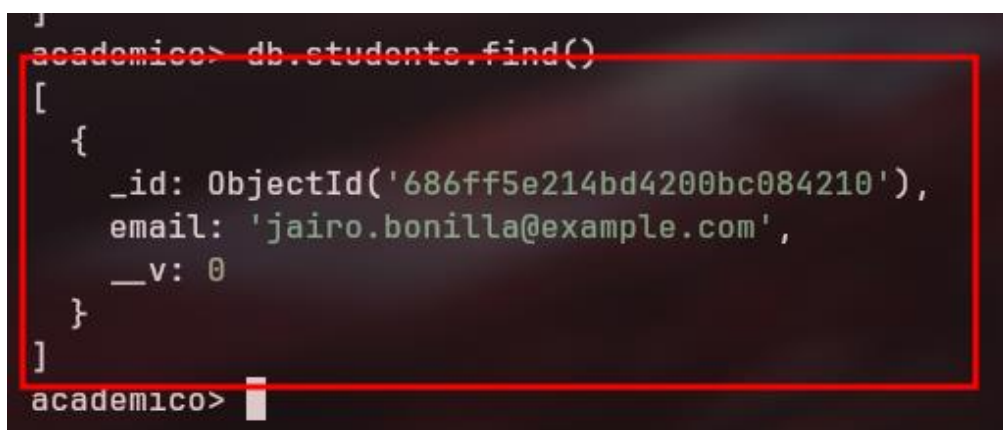 ]
academico> db.students.find()
[
  {
    _id: ObjectId('686ff5e214bd4200bc084210'),
    email: 'jairo.bonilla@example.com',
    __v: 0
  }
]
academico>